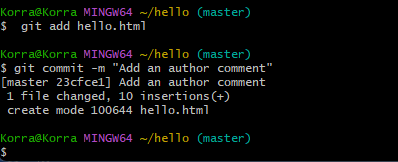 Korra@Korra MINGW64 ~/hello (master)
$  git add hello.html
Korra@Korra MINGW64 ~/hello (master)
$ git commit -m "Add an author comment"
[master 23cfce1] Add an author comment
 1 file changed, 10 insertions(+)
 create mode 100644 hello.html
Korra@Korra MINGW64 ~/hello (master)
$